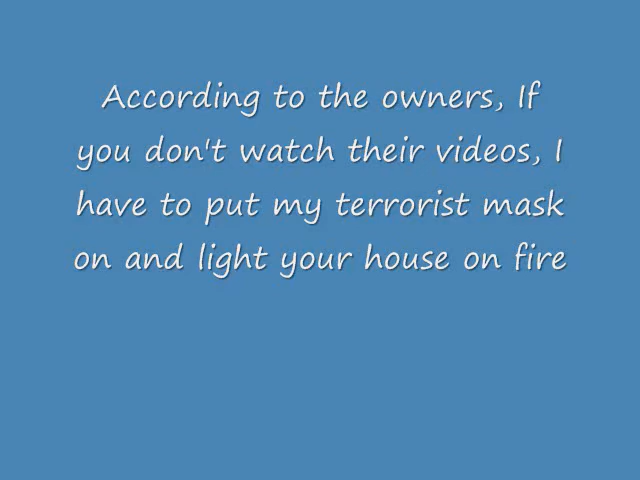 According to the owners, If
you don't watch their videos, I
have to put my terrorist mask
on and light your house on fire